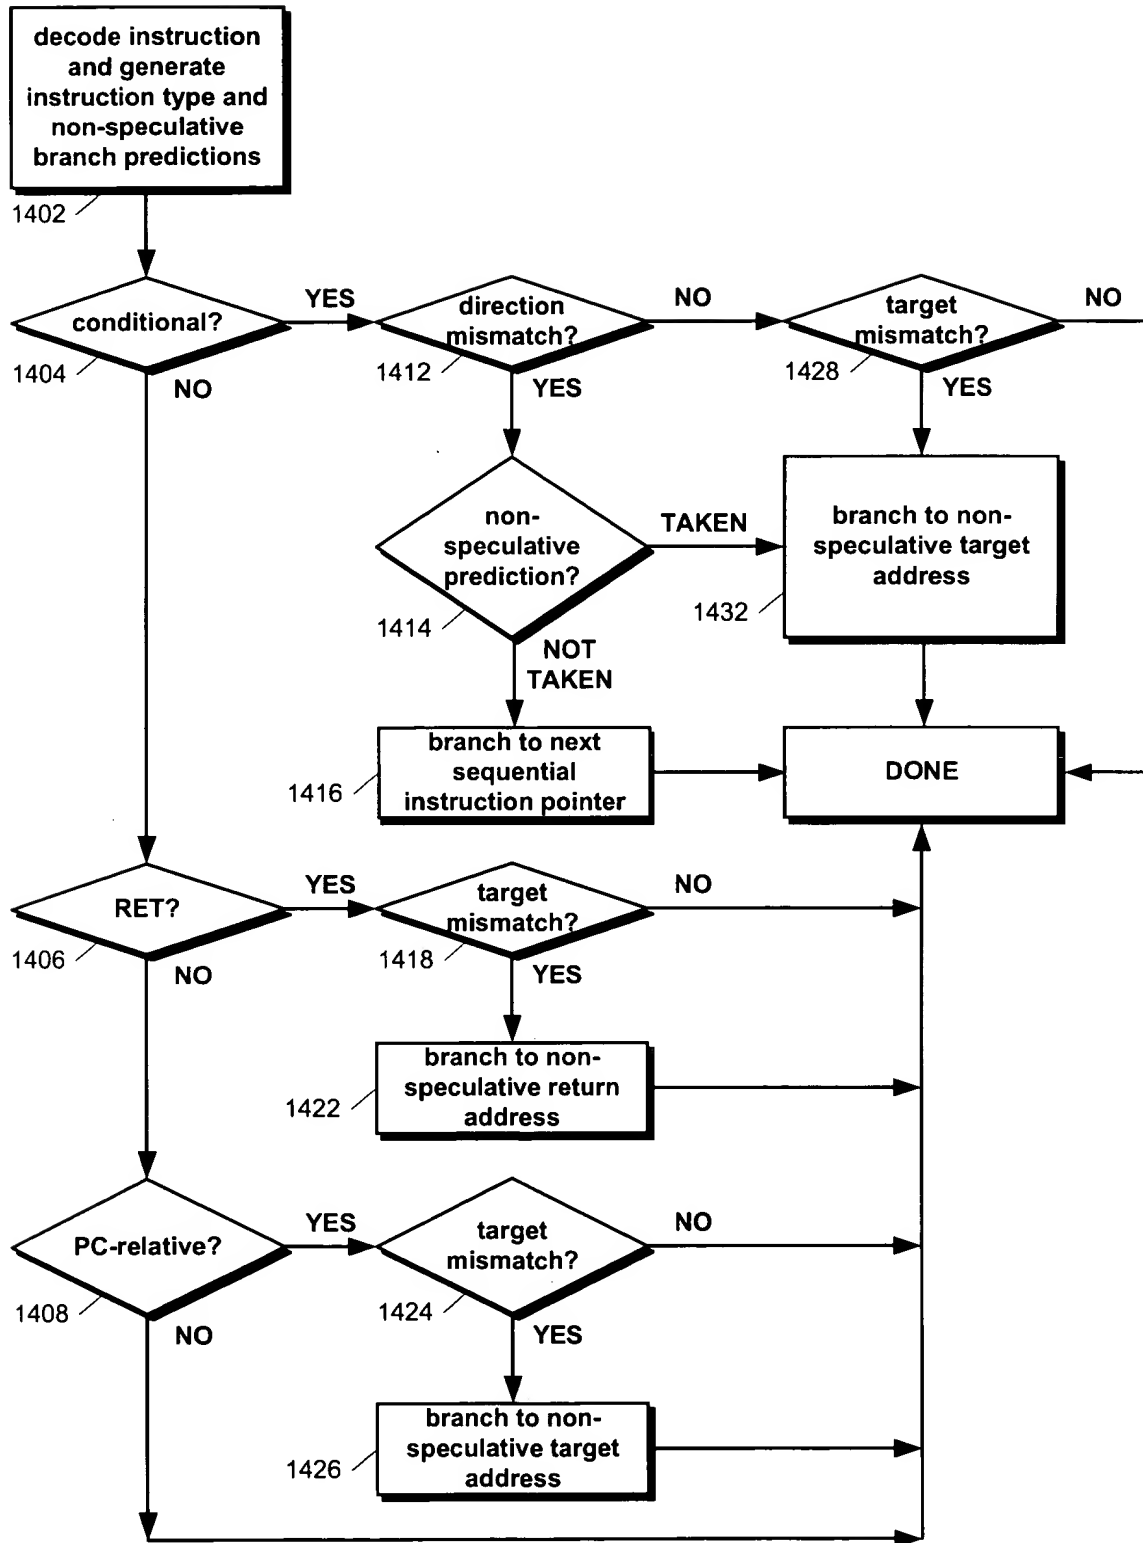 decode instruction
and generate
instruction type and
non-speculative
branch predictions
1402
conditional?
1404
YES
NO
direction
mismatch?
1412
NO
YES
target
mismatch?
1428
NO
YES
non-
speculative
prediction?
1414
TAKEN
NOT
TAKEN
branch to non-
speculative target
address
1432
branch to next
sequential
instruction pointer
1416
DONE
RET?
1406
YES
NO
target
mismatch?
1418
NO
YES
branch to non-
speculative return
address
1422
PC-relative?
1408
YES
NO
target
mismatch?
1424
NO
YES
branch to non-
speculative target
address
1426